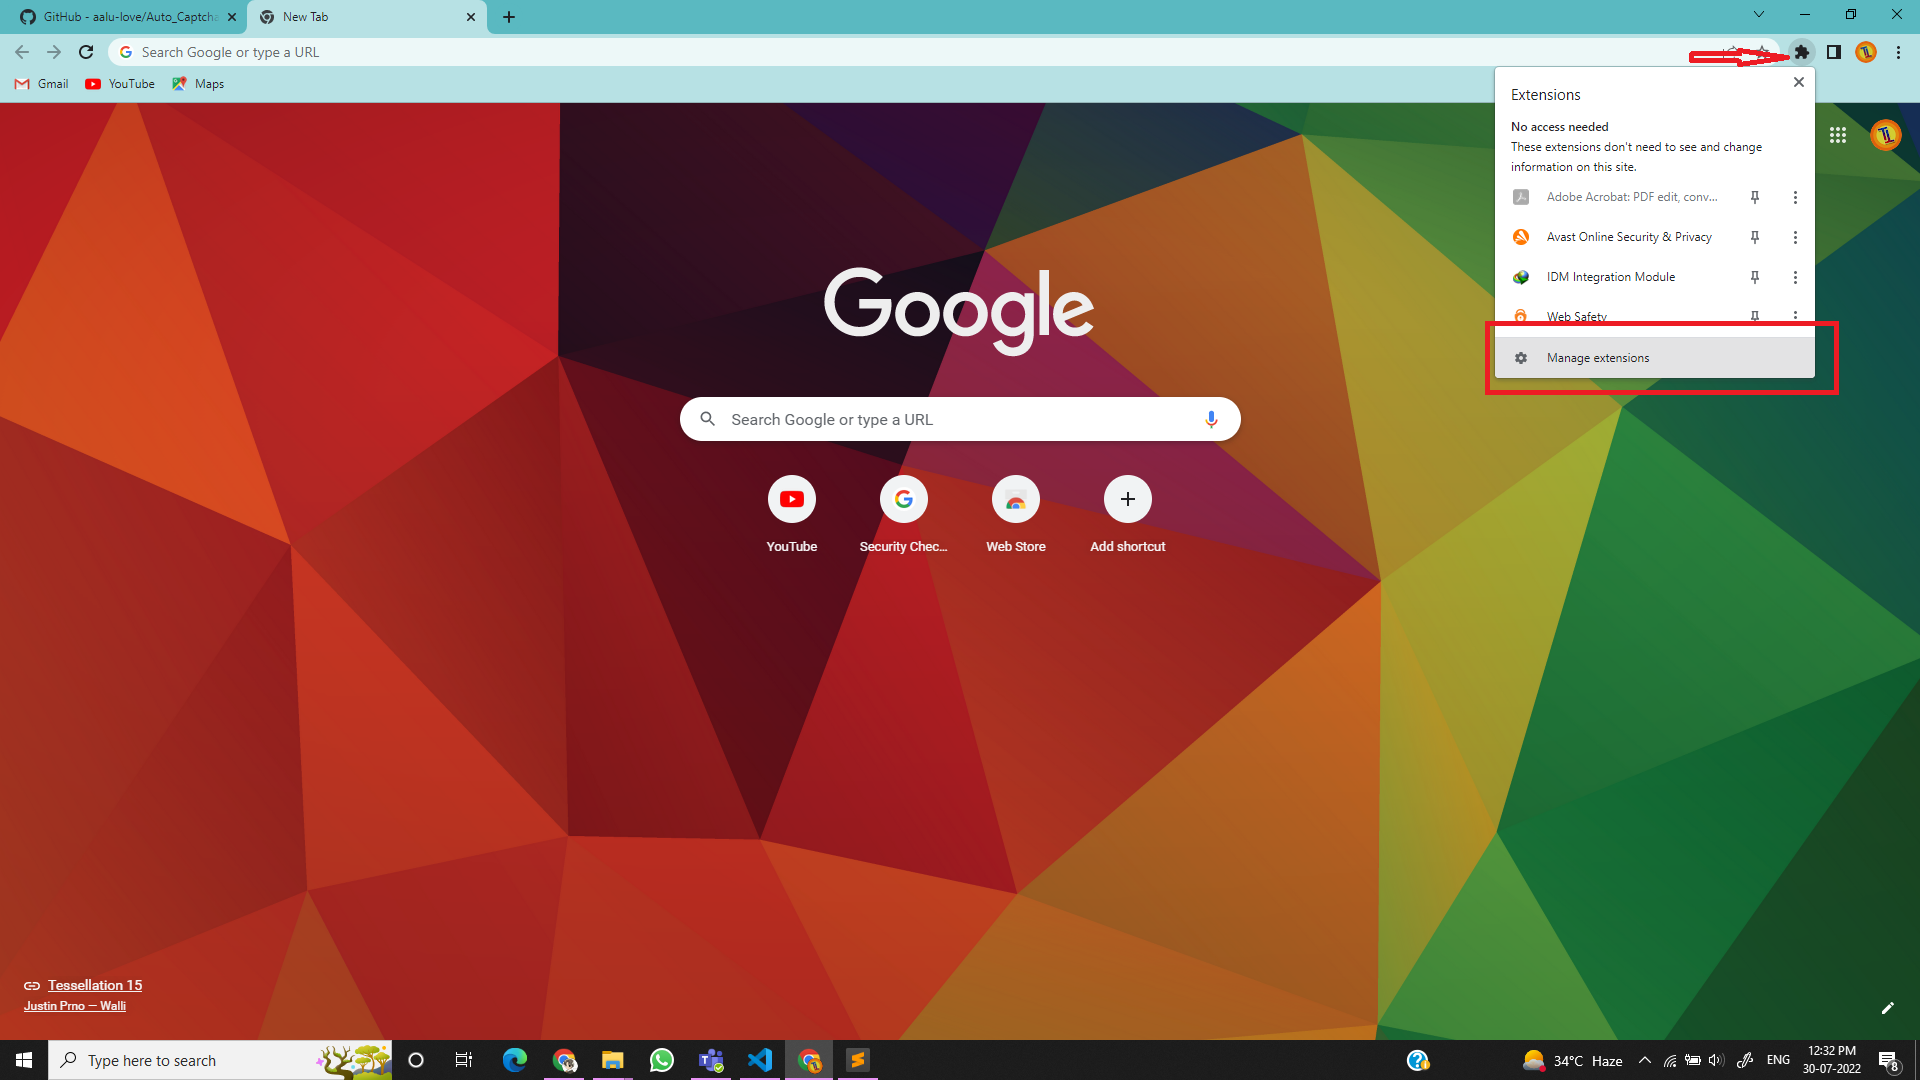 GitHub - aalu-love/Auto_Captcha
New Tab
Search Google or type a URL
Gmail
YouTube
Maps
Extensions
No access needed
These extensions don't need to see and change
information on this site.
Adobe Acrobat: PDF edit, conv...
Avast Online Security & Privacy
IDM Integration Module
Web Safety
Manage extensions
Google
Search Google or type a URL
YouTube
Security Chec...
Web Store
Add shortcut
Tessellation 15
Justin Prno — Walli
Type here to search
34°C Haze
ENG
12:32 PM
30-07-2022
8